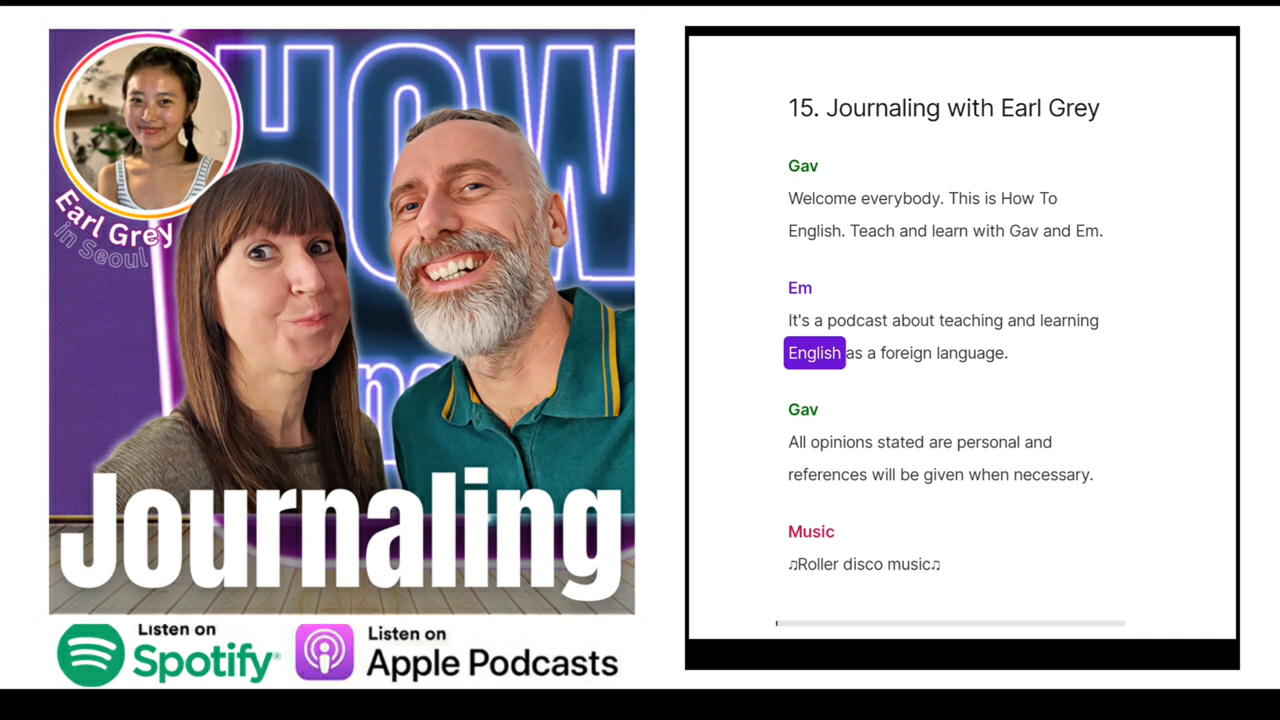 HOW
Earl Grey
in Seoul
Journaling
Listen on
Spotify
Listen on
Apple Podcasts
15. Journaling with Earl Grey
Gav
Welcome everybody. This is How To
English. Teach and learn with Gav and Em.
Em
It's a podcast about teaching and learning
English as a foreign language.
Gav
All opinions stated are personal and
references will be given when necessary.
Music
♫Roller disco music♫